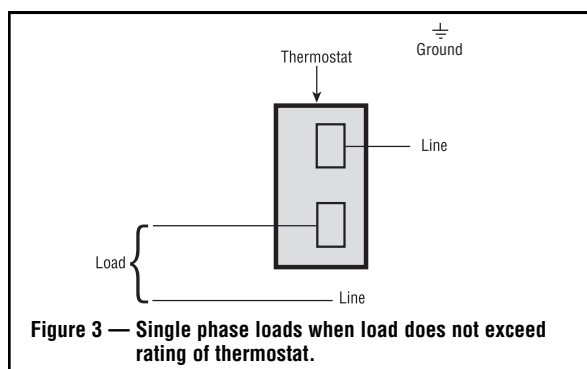 Ground
Thermostat
Line
Load
Line
Figure 3 — Single phase loads when load does not exceed
rating of thermostat.